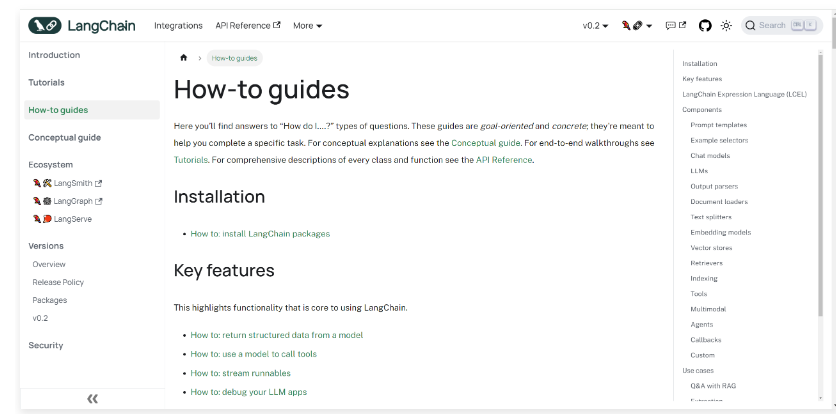 LangChain
Integrations API Reference More
v0.2
Search
Introduction
Tutorials
How-to guides
Conceptual guide
Ecosystem
LangSmith
LangGraph
LangServe
Versions
Overview
Release Policy
Packages
v0.2
Security
How-to guides
How-to guides
Here you'll find answers to “How do I....?” types of questions. These guides are goal-oriented and concrete; they're meant to
help you complete a specific task. For conceptual explanations see the Conceptual guide. For end-to-end walkthroughs see
Tutorials. For comprehensive descriptions of every class and function see the API Reference.
Installation
How to: install LangChain packages
Key features
This highlights functionality that is core to using LangChain.
How to: return structured data from a model
How to: use a model to call tools
How to: stream runnables
How to: debug your LLM apps
Installation
Key features
LangChain Expression Language (LCEL)
Components
Prompt templates
Example selectors
Chat models
LLMs
Output parsers
Document loaders
Text splitters
Embedding models
Vector stores
Retrievers
Indexing
Tools
Multimodal
Agents
Callbacks
Custom
Use cases
Q&A with RAG